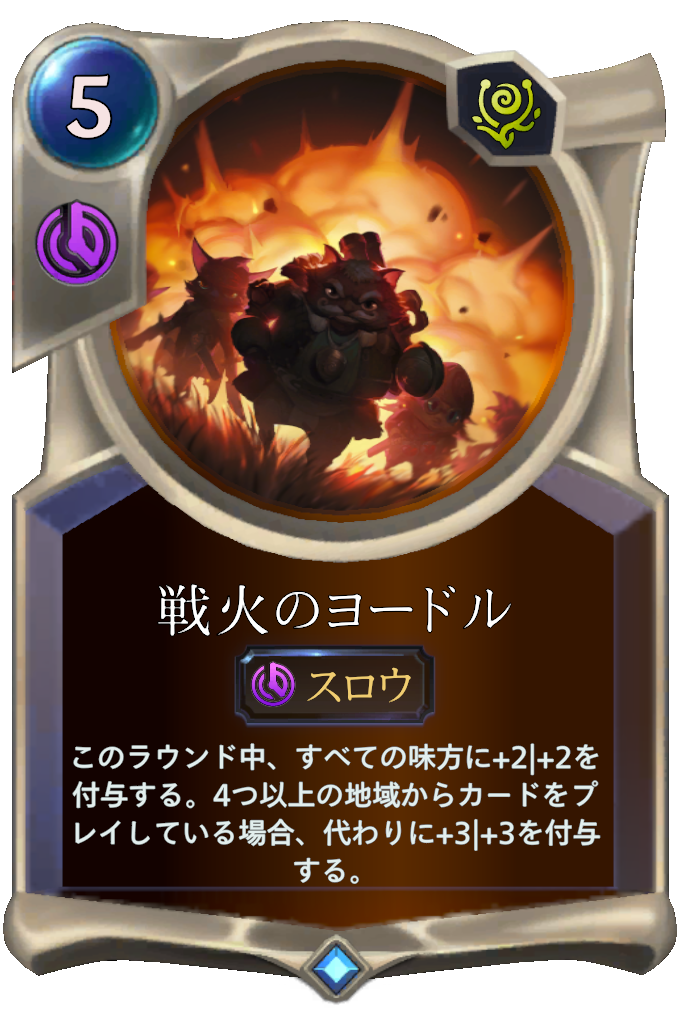 5
戦火のヨードル
スロウ
このラウンド中、すべての味方に+2|+2を
付与する。4つ以上の地域からカードをプ
レイしている場合、代わりに+3|+3を付与
する。